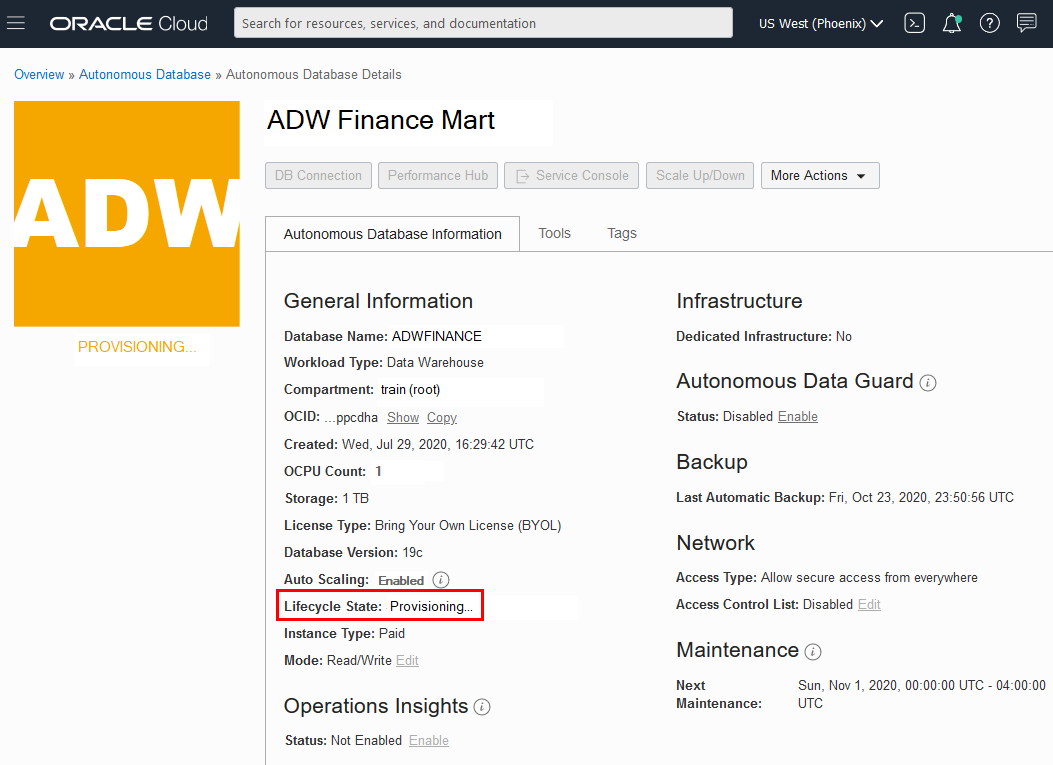 ORACLE Cloud
Search for resources, services, and documentation
US West (Phoenix)
Overview » Autonomous Database » Autonomous Database Details
ADW
PROVISIONING...
ADW Finance Mart
DB Connection
Performance Hub
Service Console
Scale Up/Down
More Actions
Autonomous Database Information
Tools
Tags
General Information
Database Name: ADWFINANCE
Workload Type: Data Warehouse
Compartment: train (root)
OCID: ...ppcdha Show Copy
Created: Wed, Jul 29, 2020, 16:29:42 UTC
OCPU Count: 1
Storage: 1 TB
License Type: Bring Your Own License (BYOL)
Database Version: 19c
Auto Scaling: Enabled
Lifecycle State: Provisioning...
Instance Type: Paid
Mode: Read/Write Edit
Operations Insights
Status: Not Enabled Enable
Infrastructure
Dedicated Infrastructure: No
Autonomous Data Guard
Status: Disabled Enable
Backup
Last Automatic Backup: Fri, Oct 23, 2020, 23:50:56 UTC
Network
Access Type: Allow secure access from everywhere
Access Control List: Disabled Edit
Maintenance
Next Maintenance:
Sun, Nov 1, 2020, 00:00:00 UTC - 04:00:00
UTC